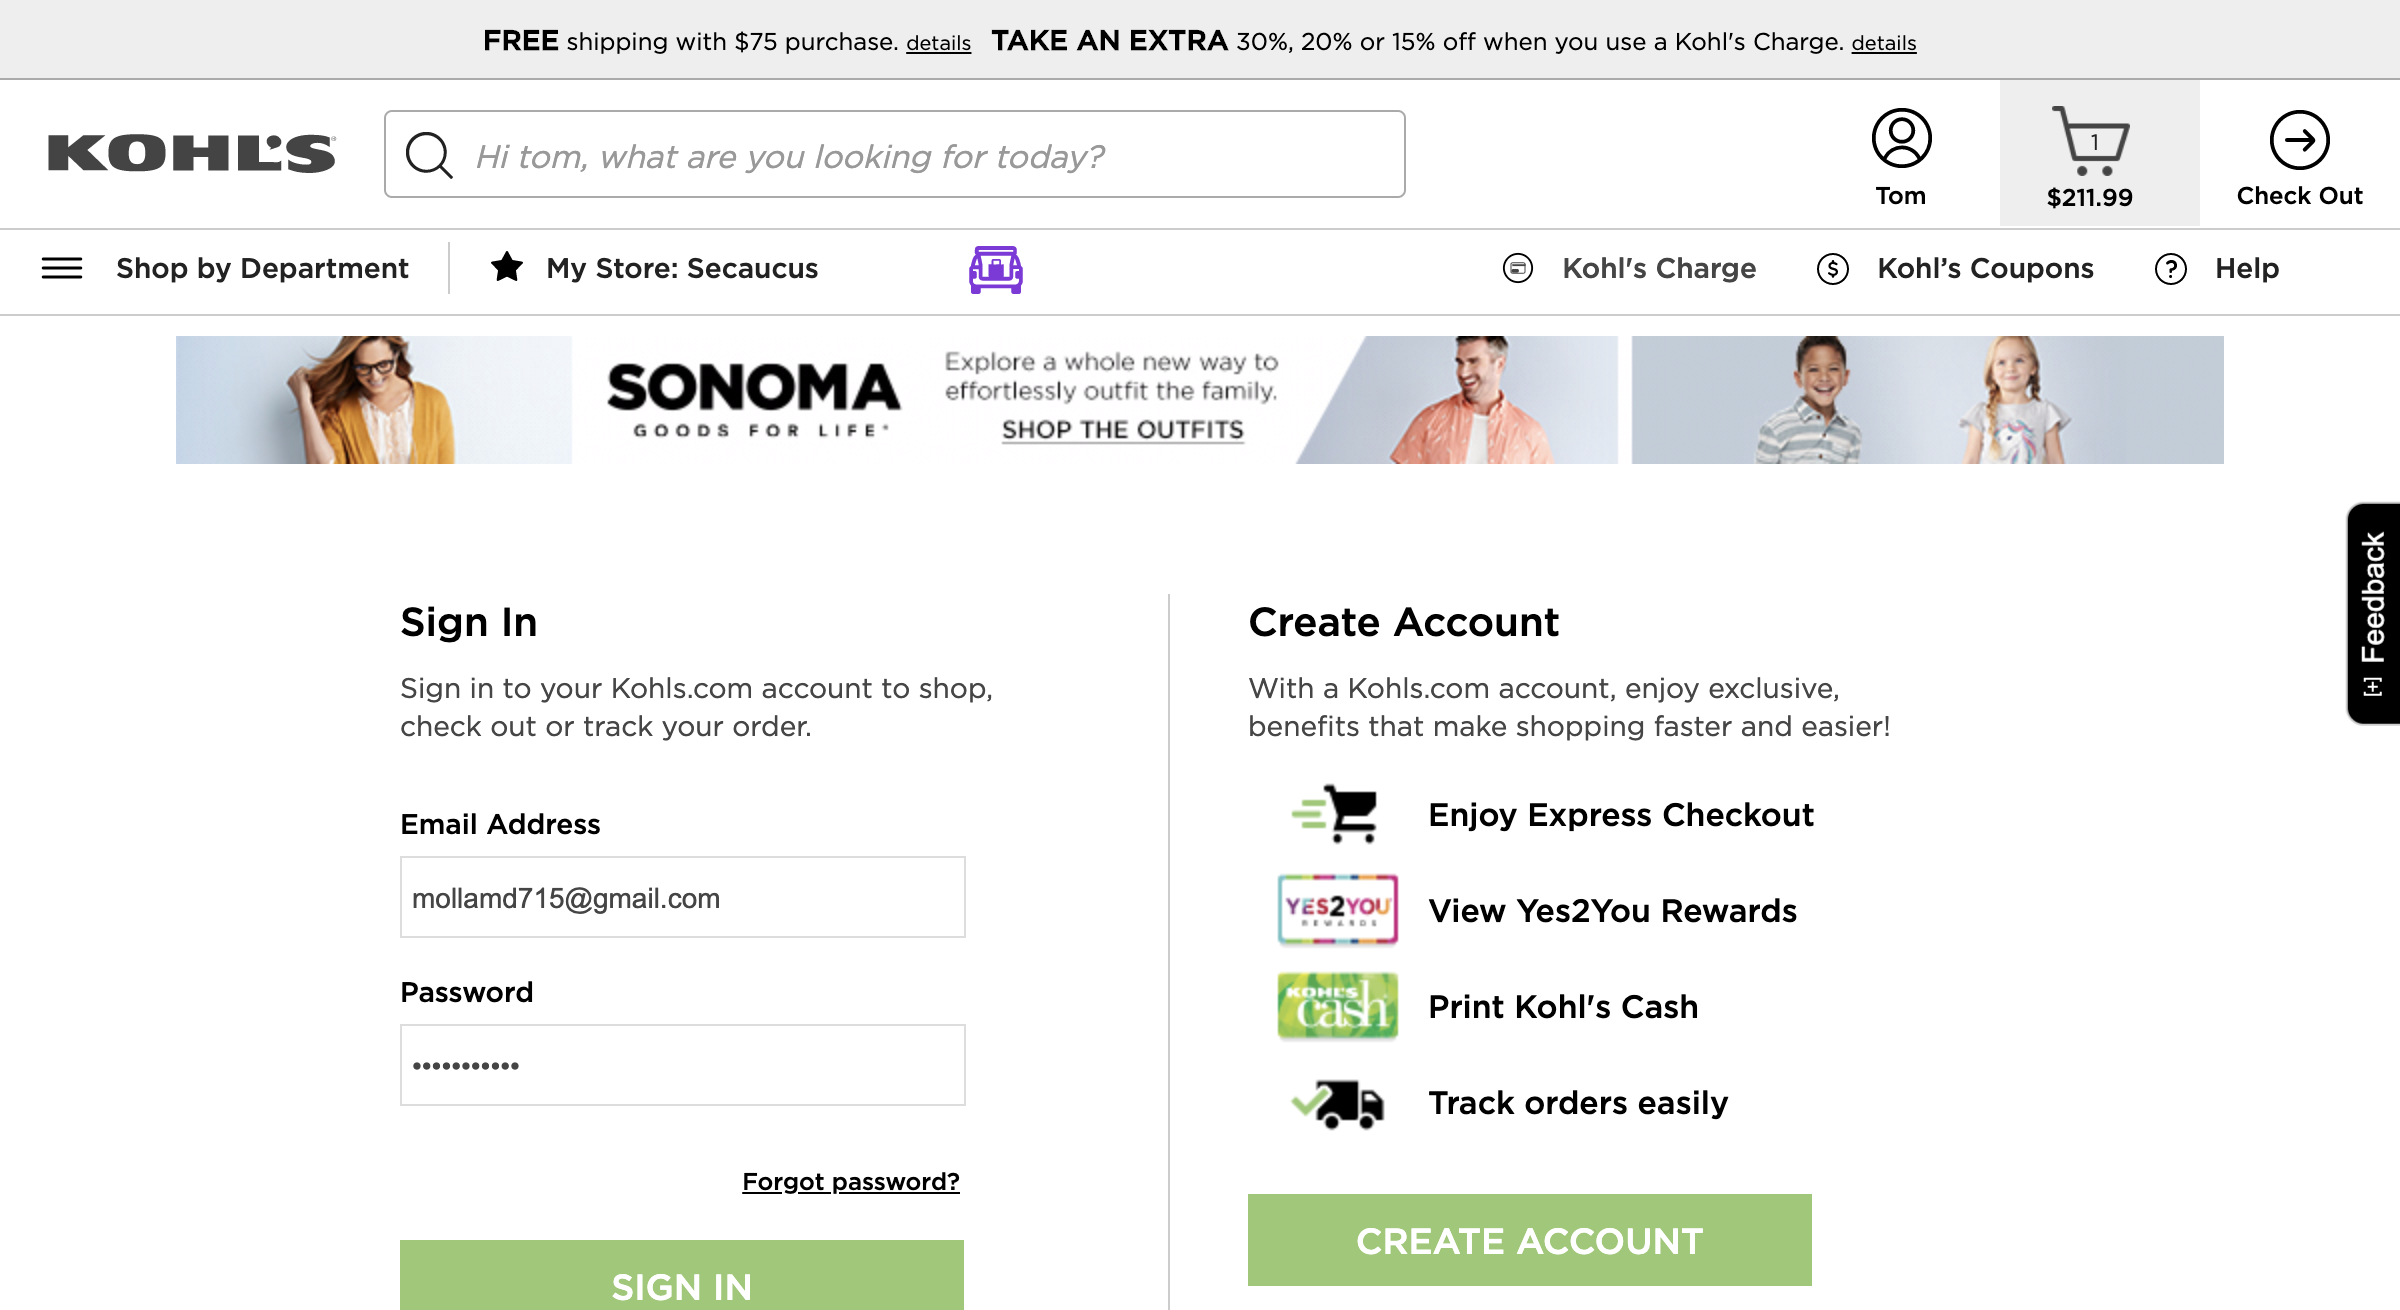 FREE shipping with $75 purchase. details TAKE AN EXTRA 30%, 20% or 15% off when you use a Kohl's Charge. details
KOHL'S
Hi tom, what are you looking for today?
Tom
1
$211.99
Check Out
Shop by Department
My Store: Secaucus
Kohl's Charge
Kohl’s Coupons
Help
SONOMA
GOODS FOR LIFE
Explore a whole new way to
effortlessly outfit the family.
SHOP THE OUTFITS
[+] Feedback
Sign In
Sign in to your Kohls.com account to shop,
check out or track your order.
Email Address
mollamd715@gmail.com
Password
•••••••••••
Forgot password?
SIGN IN
Create Account
With a Kohls.com account, enjoy exclusive,
benefits that make shopping faster and easier!
Enjoy Express Checkout
YES2YOU
REWARDS
View Yes2You Rewards
KOHL'S
cash
Print Kohl's Cash
Track orders easily
CREATE ACCOUNT